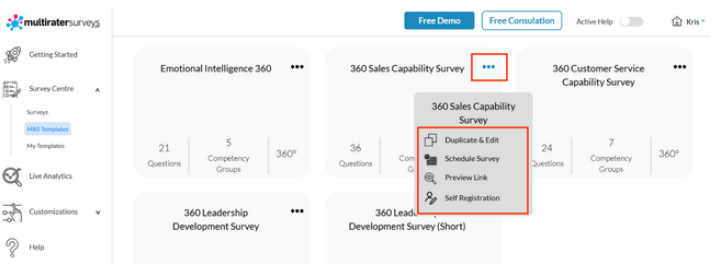 multiratersurveys
Free Demo
Free Consulation
Active Help
Kris
Getting Started
Survey Centre
Surveys
MRS Templates
My Templates
Live Analytics
Customizations
Help
Emotional Intelligence 360
21
Questions
5
Competency
Groups
360°
360 Sales Capability Survey
36
Questions
360 Sales Capability
Survey
Duplicate & Edit
Schedule Survey
Preview Link
Self Registration
360 Customer Service
Capability Survey
24
Questions
7
Competency
Groups
360°
360 Leadership
Development Survey
360 Lead
Development Survey (Short)